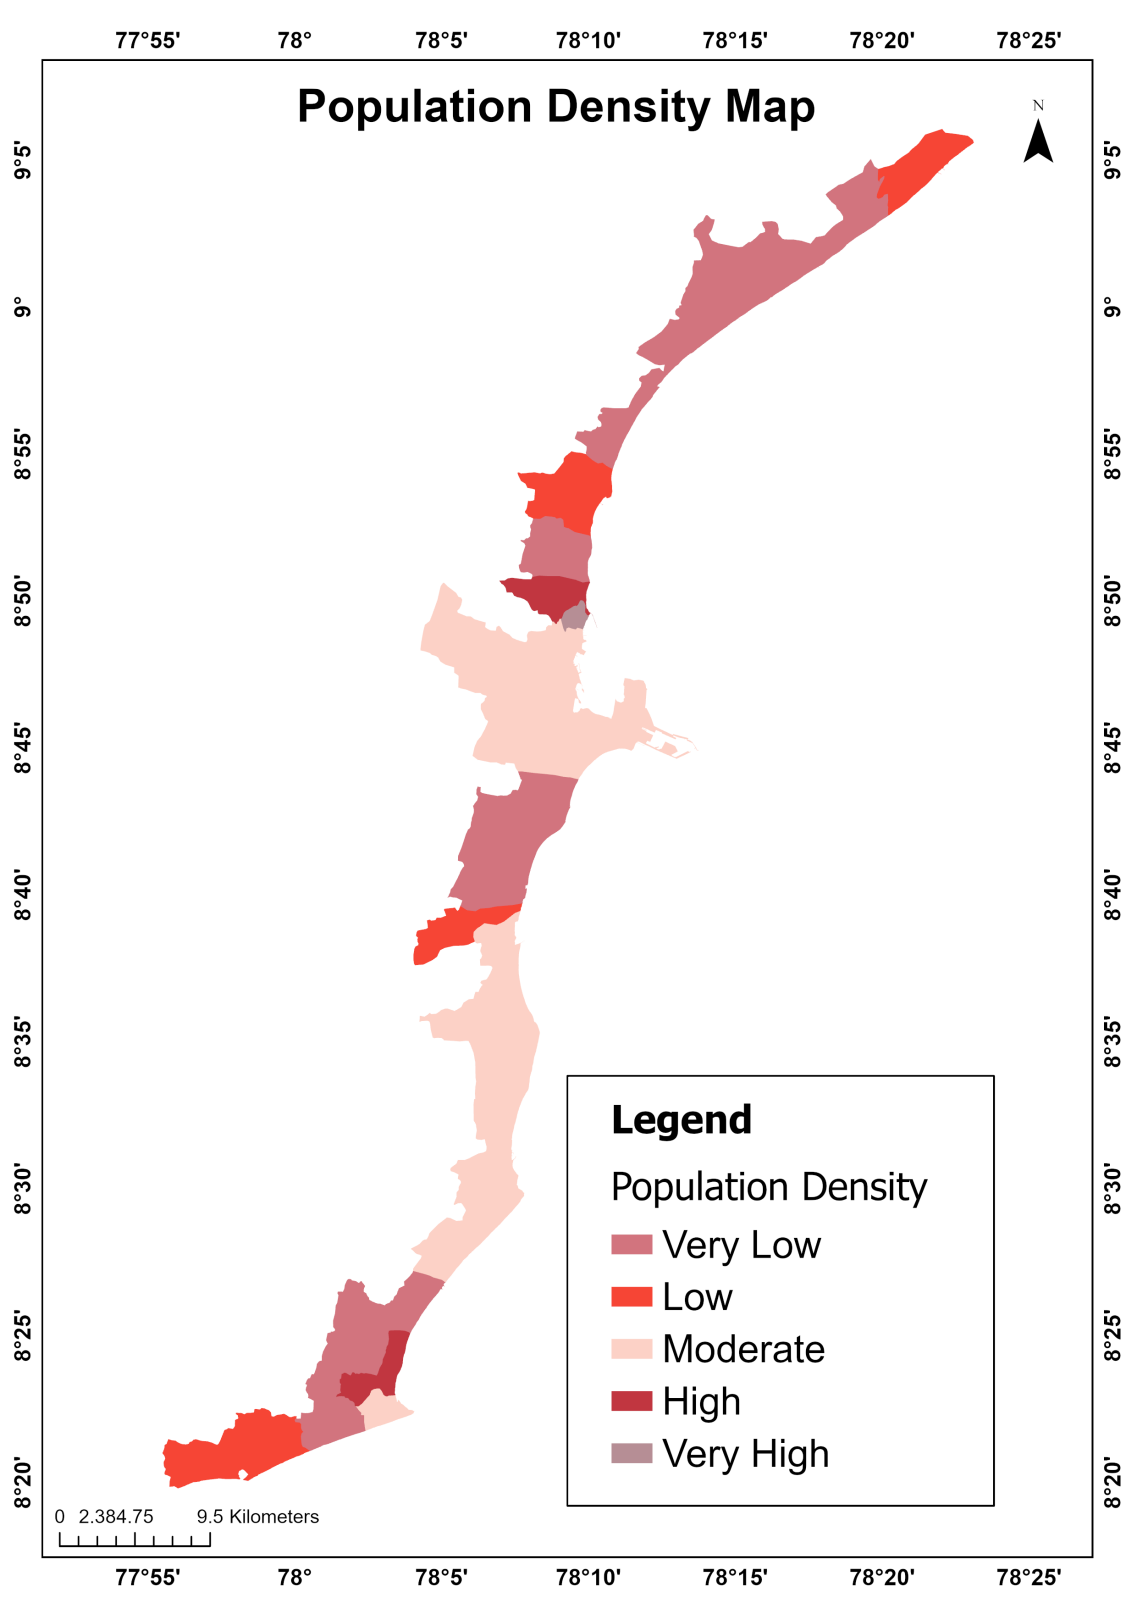 77°55' 78° 78°5' 78°10' 78°15' 78°20' 78°25'
Population Density Map
N
9°5' 9°5'
9° 9°
8°55' 8°55'
8°50' 8°50'
8°45' 8°45'
8°40' 8°40'
8°35' 8°35'
Legend
Population Density
8°30' 8°30'
Very Low
Low
8°25' 8°25'
Moderate
High
Very High
8°20' 8°20'
0 2.384.75 9.5 Kilometers
77°55' 78° 78°5' 78°10' 78°15' 78°20' 78°25'